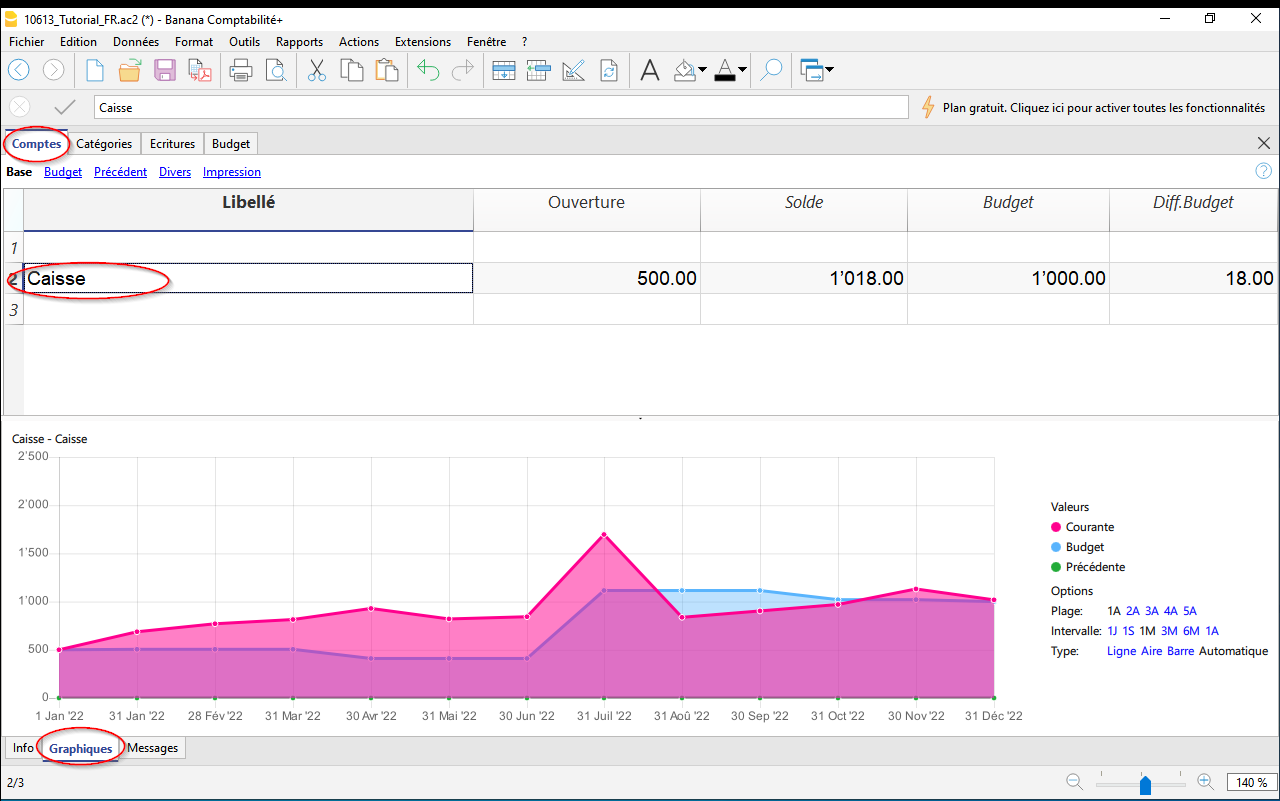 10613_Tutorial_FR.ac2 (*) - Banana Comptabilité+
Fichier Edition Données Format Outils Rapports Actions Extensions Fenêtre ?
Caisse
Plan gratuit. Cliquez ici pour activer toutes les fonctionnalités
Comptes Catégories Ecritures Budget
Base Budget Précédent Divers Impression
Libellé Ouverture Solde Budget Diff.Budget
1
2 Caisse 500.00 1'018.00 1'000.00 18.00
3
Caisse - Caisse
2'500
2'000
1'500
1'000
500
0
1 Jan '22 31 Jan '22 28 Fév '22 31 Mar '22 30 Avr '22 31 Mai '22 30 Jun '22 31 Juil '22 31 Aoû '22 30 Sep '22 31 Oct '22 30 Nov '22 31 Déc '22
Valeurs
Courante
Budget
Précédente
Options
Plage: 1A 2A 3A 4A 5A
Intervalle: 1J 1S 1M 3M 6M 1A
Type: Ligne Aire Barre Automatique
Info Graphiques Messages
2/3
140 %